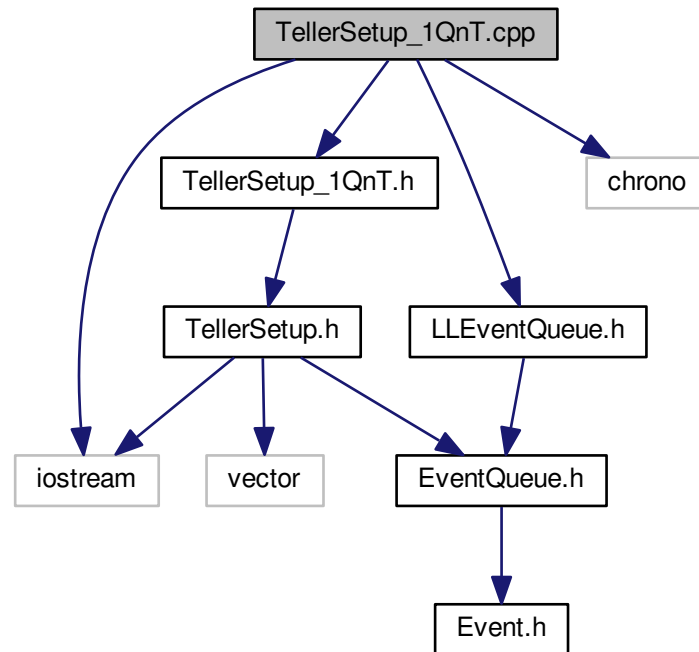 TellerSetup_1QnT.cpp
TellerSetup_1QnT.h
chrono
TellerSetup.h
LLEventQueue.h
iostream
vector
EventQueue.h
Event.h